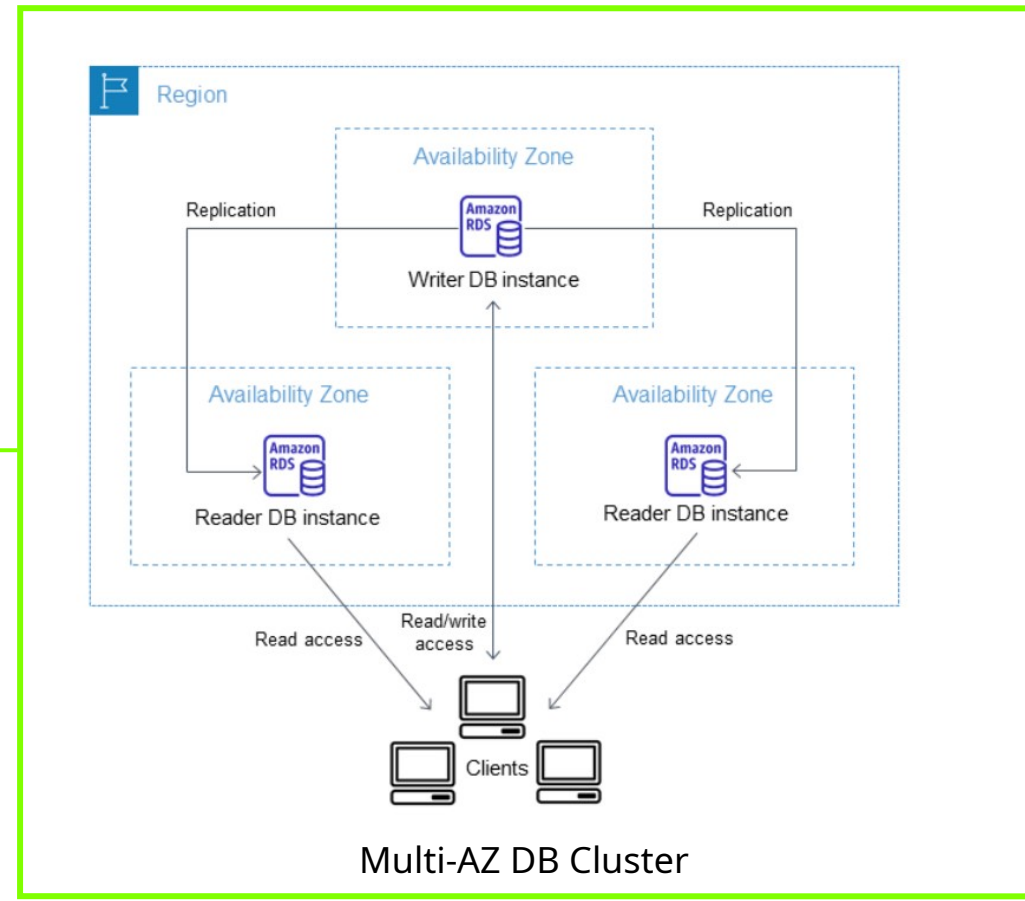 Region
Availability Zone
Replication
Replication
Amazon
RDS
Writer DB instance
Availability Zone
Availability Zone
Amazon
RDS
Amazon
RDS
Reader DB instance
Reader DB instance
Read access
Read/write
access
Read access
Clients
Multi-AZ DB Cluster